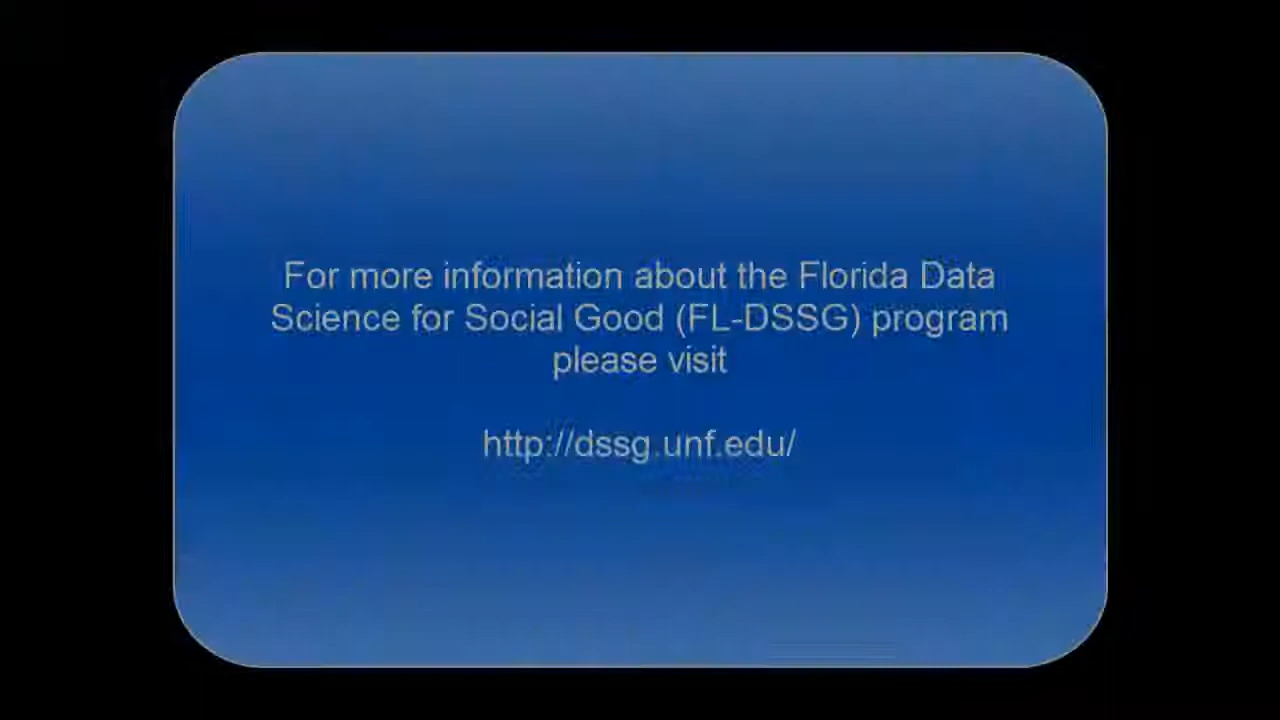 For more information about the Florida Data
Science for Social Good (FL-DSSG) program
please visit
http://dssg.unf.edu/